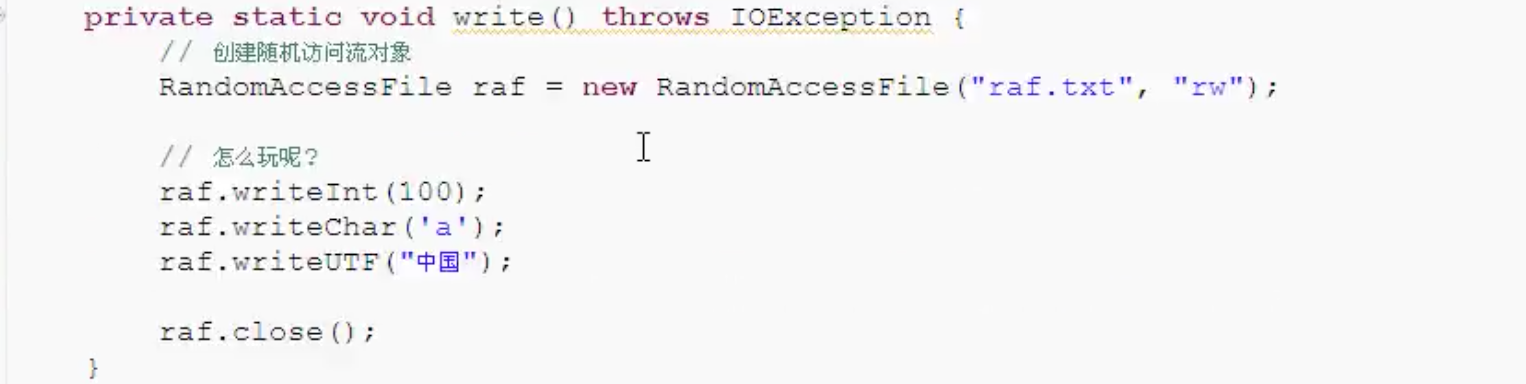 private static void write() throws IOException {
// 创建随机访问流对象
RandomAccessFile raf = new RandomAccessFile("raf.txt", "rw");
// 怎么玩呢？
raf.writeInt(100);
raf.writeChar('a');
raf.writeUTF("中国");
raf.close();
}